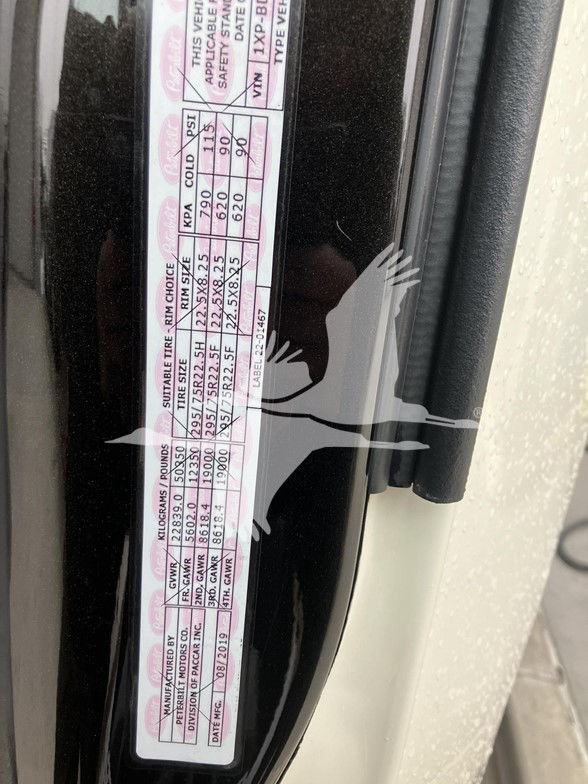 MANUFACTURED BY
PETERBILT MOTORS CO.
DIVISION OF PACCAR INC.
DATE MFG. 08/2019
KILOGRAMS / POUNDS SUITABLE TIRE - RIM CHOICE
TIRE SIZE RIM SIZE KPA COLD PSI
GVWR 22839.0 50350
FR. GAWR 5602.0 12350 295/75R22.5H 22.5X8.25 790 115
2ND. GAWR 8618.4 19000 295/75R22.5F 22.5X8.25 620 90
3RD. GAWR 8618.4 19000 295/75R22.5F 22.5X8.25 620 90
4TH. GAWR
LABEL 22-01467
THIS VEHI
APPLICABLE F
SAFETY STAND
DATE O
VIN 1XP-BD
TYPE VEH
Peterbilt
®